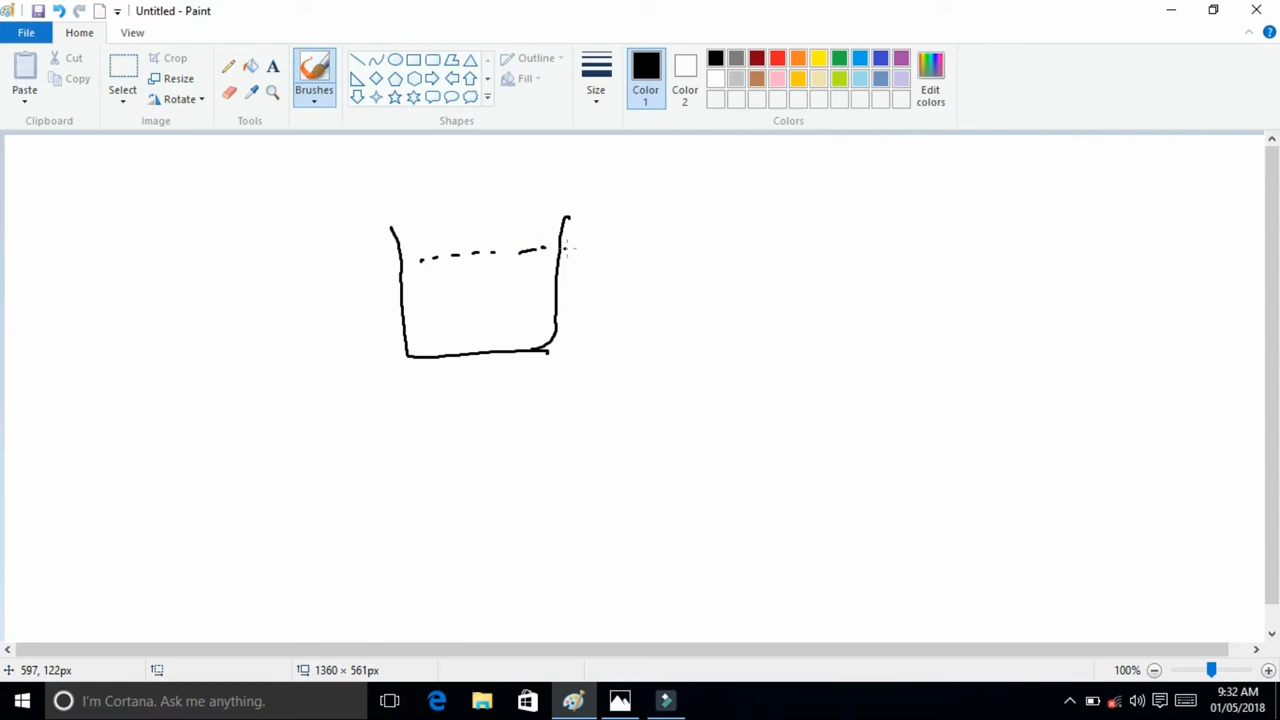 Untitled - Paint
File
Home
View
Paste
Cut
Copy
Clipboard
Select
Crop
Resize
Rotate
Image
A
Tools
Brushes
Outline
Fill
Shapes
Size
Color
1
Color
2
Edit
colors
Colors
597, 122px
1360 × 561px
100%
I'm Cortana. Ask me anything.
9:32 AM
01/05/2018